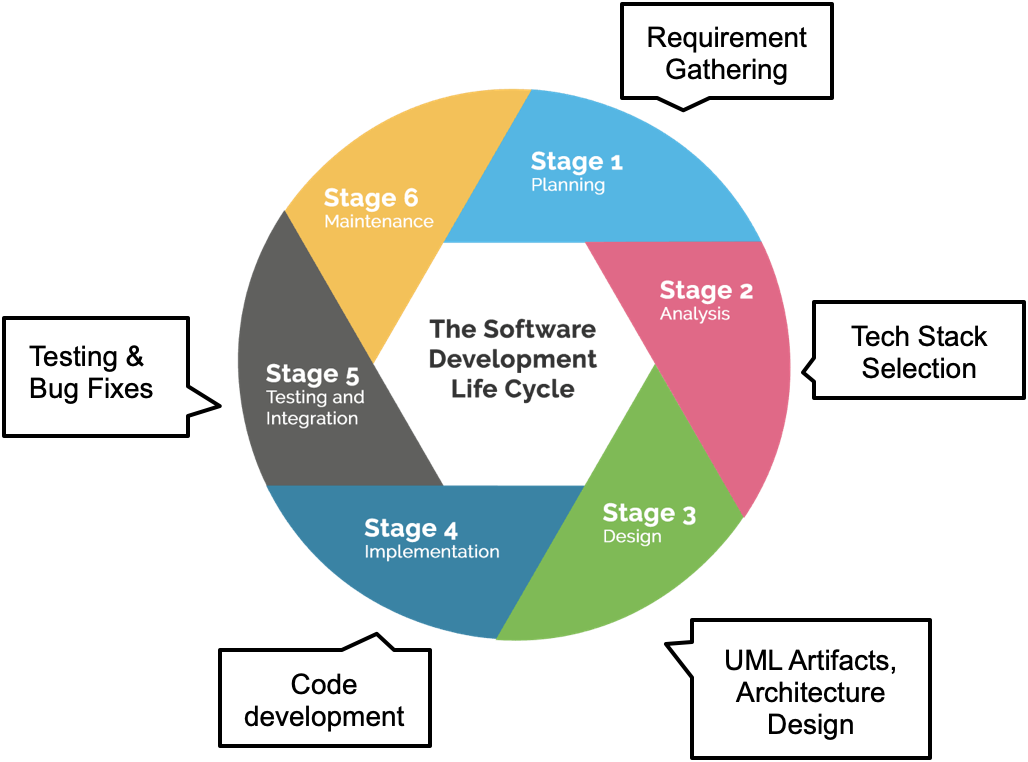 Requirement
Gathering
Stage 1
Planning
Stage 6
Maintenance
Stage 2
Analysis
The Software
Development
Life Cycle
Tech Stack
Selection
Testing &
Bug Fixes
Stage 5
Testing and
Integration
Stage 3
Design
Stage 4
Implementation
UML Artifacts,
Architecture
Design
Code
development